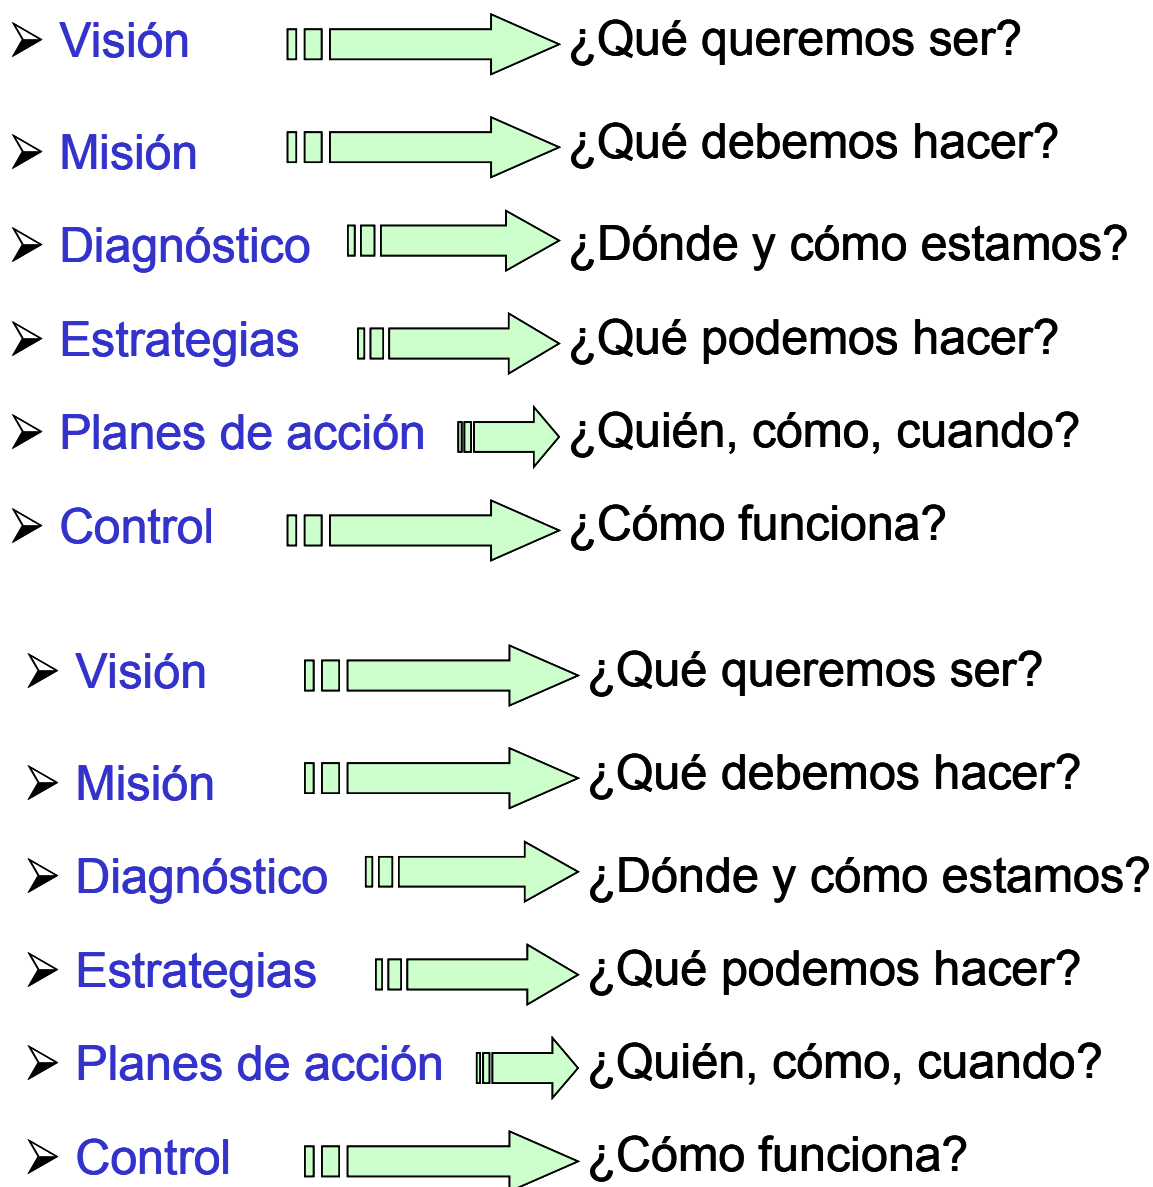 Visión ¿Qué queremos ser?
Misión ¿Qué debemos hacer?
Diagnóstico ¿Dónde y cómo estamos?
Estrategias ¿Qué podemos hacer?
Planes de acción ¿Quién, cómo, cuando?
Control ¿Cómo funciona?
Visión ¿Qué queremos ser?
Misión ¿Qué debemos hacer?
Diagnóstico ¿Dónde y cómo estamos?
Estrategias ¿Qué podemos hacer?
Planes de acción ¿Quién, cómo, cuando?
Control ¿Cómo funciona?